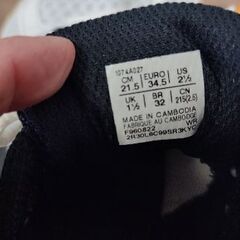 1074A027
CM EURO US
21.5 34.5 2½
UK BR CN
1½ 32 215(2.5)
MADE IN CAMBODIA
FABRIQUE AU CAMBODGE
F960822 WR